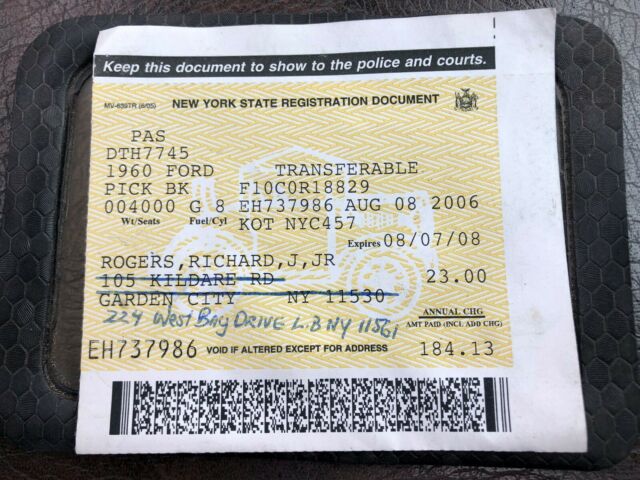 Keep this document to show to the police and courts.
MV-639TR (8/05) NEW YORK STATE REGISTRATION DOCUMENT
PAS
DTH7745
1960 FORD TRANSFERABLE
PICK BK F10C0R18829
004000 G 8 EH737986 AUG 08 2006
Wt/Seats Fuel/Cyl KOT NYC457
Expires 08/07/08
ROGERS,RICHARD,J,JR
105 KILDARE RD 23.00
GARDEN CITY NY 11530 ANNUAL CHG
224 West Bay Drive L.B NY 11561 AMT PAID (INCL ADD CHG)
EH737986 VOID IF ALTERED EXCEPT FOR ADDRESS 184.13